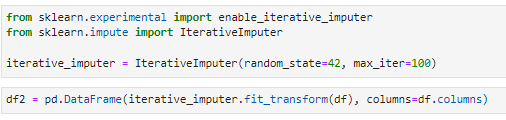 from sklearn.experimental import enable_iterative_imputer
from sklearn.impute import IterativeImputer
iterative_imputer = IterativeImputer(random_state=42, max_iter=100)
df2 = pd.DataFrame(iterative_imputer.fit_transform(df), columns=df.columns)